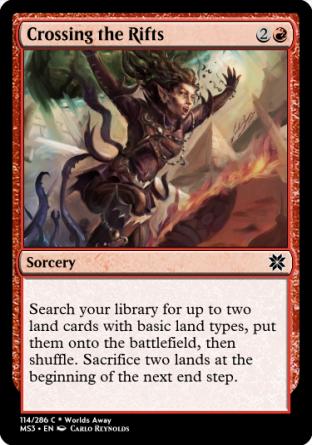 Crossing the Rifts 2
Sorcery
Search your library for up to two
land cards with basic land types, put
them onto the battlefield, then
shuffle. Sacrifice two lands at the
beginning of the next end step.
114/286 C * Worlds Away
MS3 • EN Carlo Reynolds